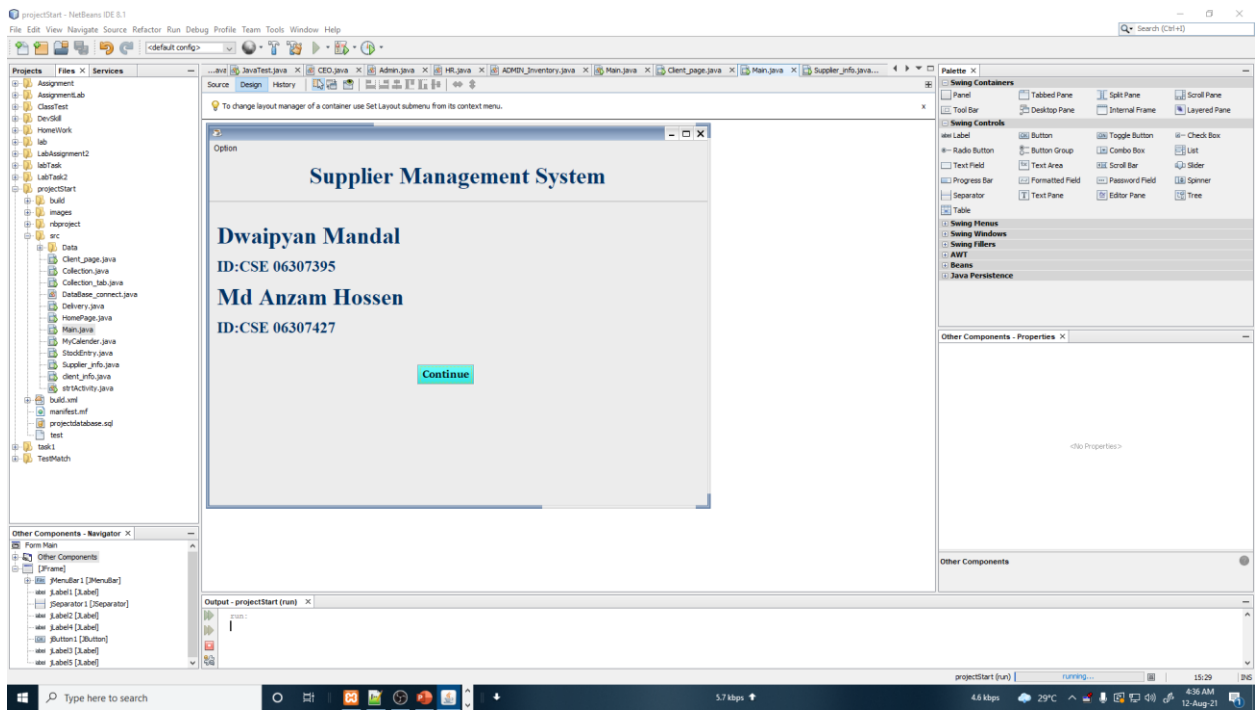 projectStart - NetBeans IDE 8.1
File Edit View Navigate Source Refactor Run Debug Profile Team Tools Window Help
Search (Ctrl+I)
<default config>
Projects Files Services
Assignment
AssignmentLab
ClassTest
DevSkill
HomeWork
lab
LabAssignment2
labTask
LabTask2
projectStart
build
images
nbproject
src
Data
Client_page.java
Collection.java
Collection_tab.java
DataBase_connect.java
Delivery.java
HomePage.java
Main.java
MyCalender.java
StockEntry.java
Supplier_info.java
client_info.java
strtActivity.java
build.xml
manifest.mf
projectdatabase.sql
test
task1
TestMatch
...ava JavaTest.java CEO.java Admin.java HR.java ADMIN_Inventory.java Man.java Client_page.java Main.java Supplier_info.java...
Source Design History
To change layout manager of a container use Set Layout submenu from its context menu.
Option
Supplier Management System
Dwaipyan Mandal
ID:CSE 06307395
Md Anzam Hossen
ID:CSE 06307427
Continue
Palette
Swing Containers
Panel Tabbed Pane Split Pane Scroll Pane
Tool Bar Desktop Pane Internal Frame Layered Pane
Swing Controls
label Label Button Toggle Button Check Box
Radio Button Button Group Combo Box List
Text Field Text Area Scroll Bar Slider
Progress Bar Formatted Field Password Field Spinner
Separator Text Pane Editor Pane Tree
Table
Swing Menus
Swing Windows
Swing Fillers
AWT
Beans
Java Persistence
Other Components - Properties
<No Properties>
Other Components
Other Components - Navigator
Form Main
Other Components
[JFrame]
jMenuBar1 [JMenuBar]
label jLabel1 [JLabel]
jSeparator1 [JSeparator]
label jLabel2 [JLabel]
label jLabel4 [JLabel]
jButton1 [JButton]
label jLabel3 [JLabel]
label jLabel5 [JLabel]
Output - projectStart (run)
run:
projectStart (run) running... 15:29 INS
Type here to search
5.7 kbps
4.6 kbps
29°C
4:36 AM
12-Aug-21